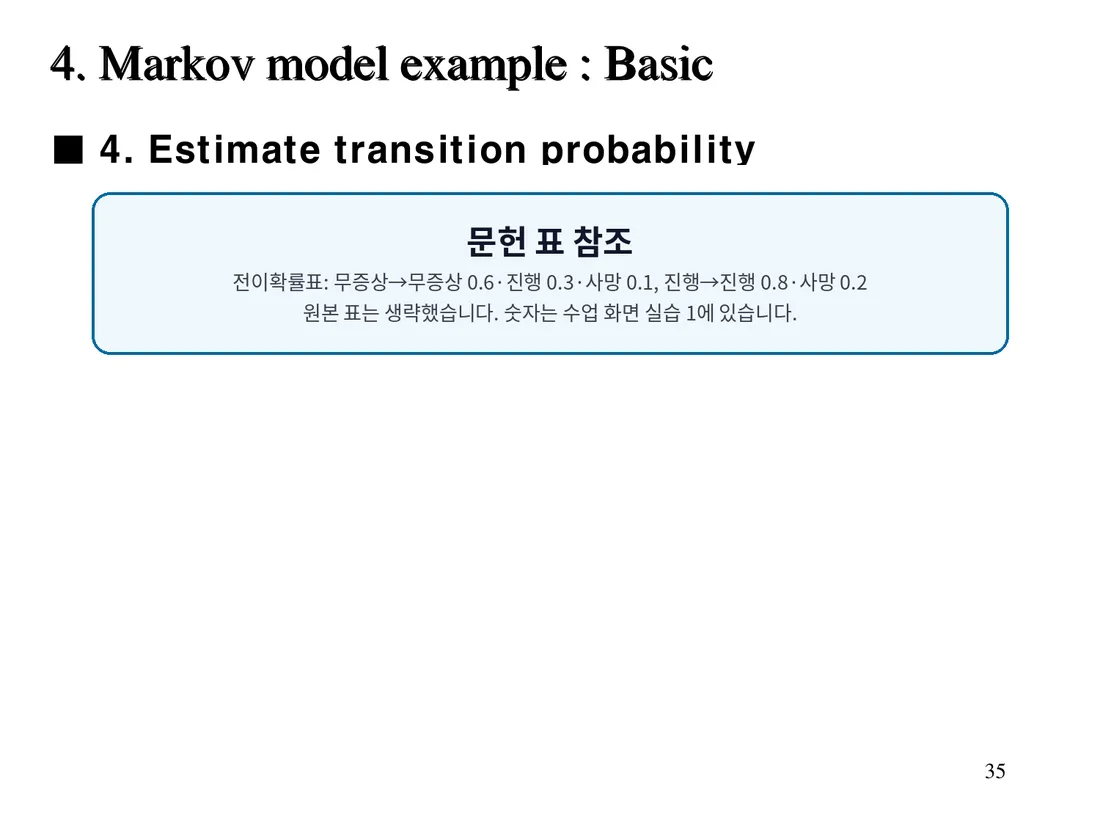 4. Markov model example : Basic
■ 4. Estimate transition probability
문헌 표 참조
전이확률표: 무증상→무증상 0.6·진행 0.3·사망 0.1, 진행→진행 0.8·사망 0.2
원본 표는 생략했습니다. 숫자는 수업 화면 실습 1에 있습니다.
35